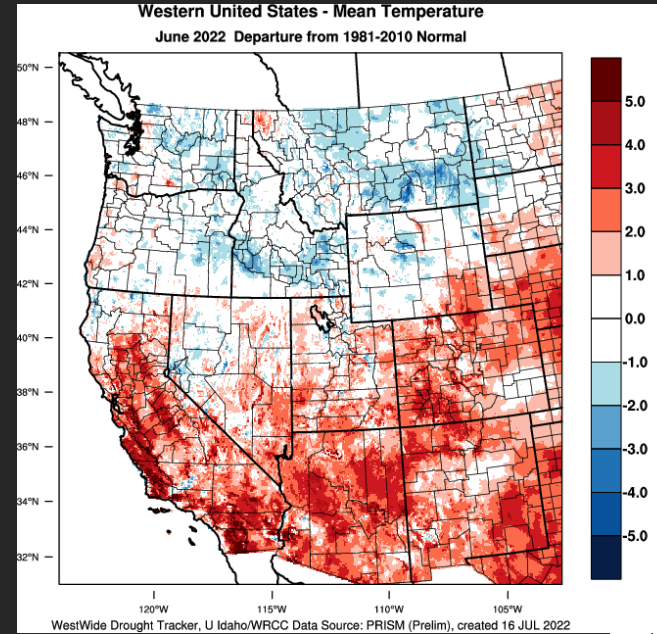 Western United States - Mean Temperature
June 2022 Departure from 1981-2010 Normal
50°N
48°N
46°N
44°N
42°N
40°N
38°N
36°N
34°N
32°N
5.0
4.0
3.0
2.0
1.0
0.0
-1.0
-2.0
-3.0
-4.0
-5.0
120°W
115°W
110°W
105°W
WestWide Drought Tracker, U Idaho/WRCC Data Source: PRISM (Prelim), created 16 JUL 2022